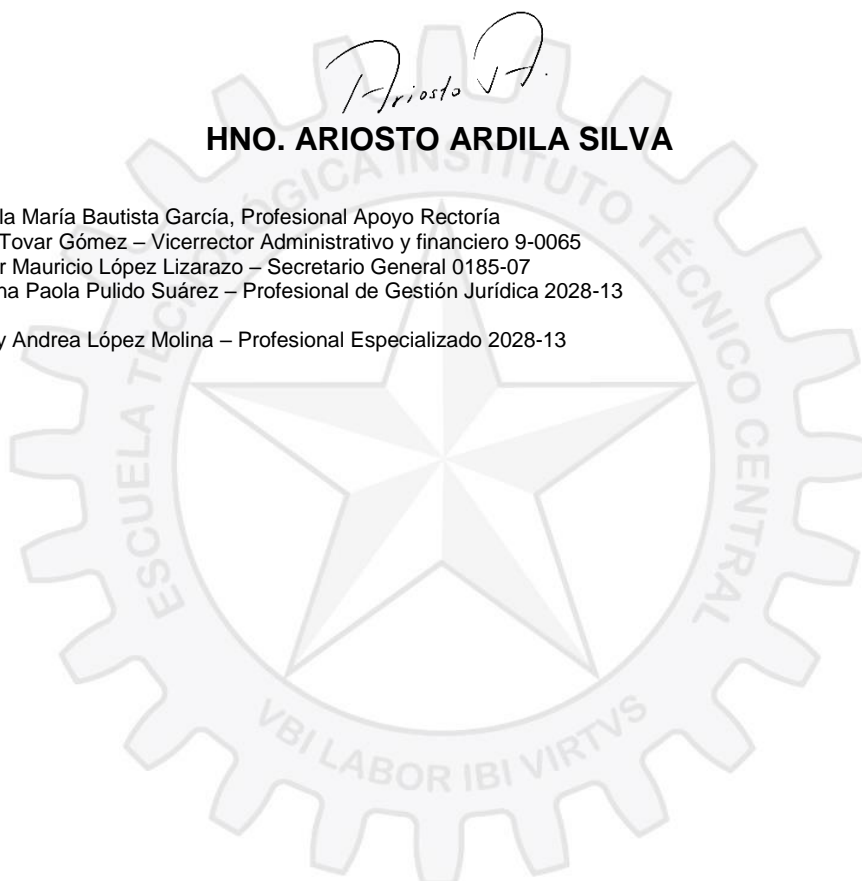 Ariosto A.
HNO. ARIOSTO ARDILA SILVA
la María Bautista García, Profesional Apoyo Rectoría
Tovar Gómez – Vicerrector Administrativo y financiero 9-0065
r Mauricio López Lizarazo – Secretario General 0185-07
na Paola Pulido Suárez – Profesional de Gestión Jurídica 2028-13
y Andrea López Molina – Profesional Especializado 2028-13
ESCUELA TECNOLÓGICA INSTITUTO TÉCNICO CENTRAL
VBI LABOR IBI VIRTVS